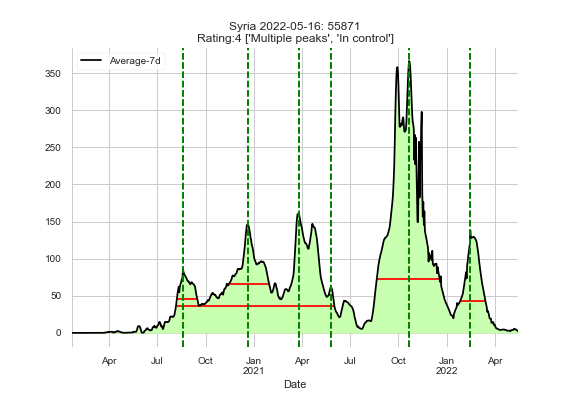 Syria 2022-05-16: 55871
Rating:4 ['Multiple peaks', 'In control']
Average-7d
350
300
250
200
150
100
50
0
Apr Jul Oct Jan Apr Jul Oct Jan Apr
2021 2022
Date